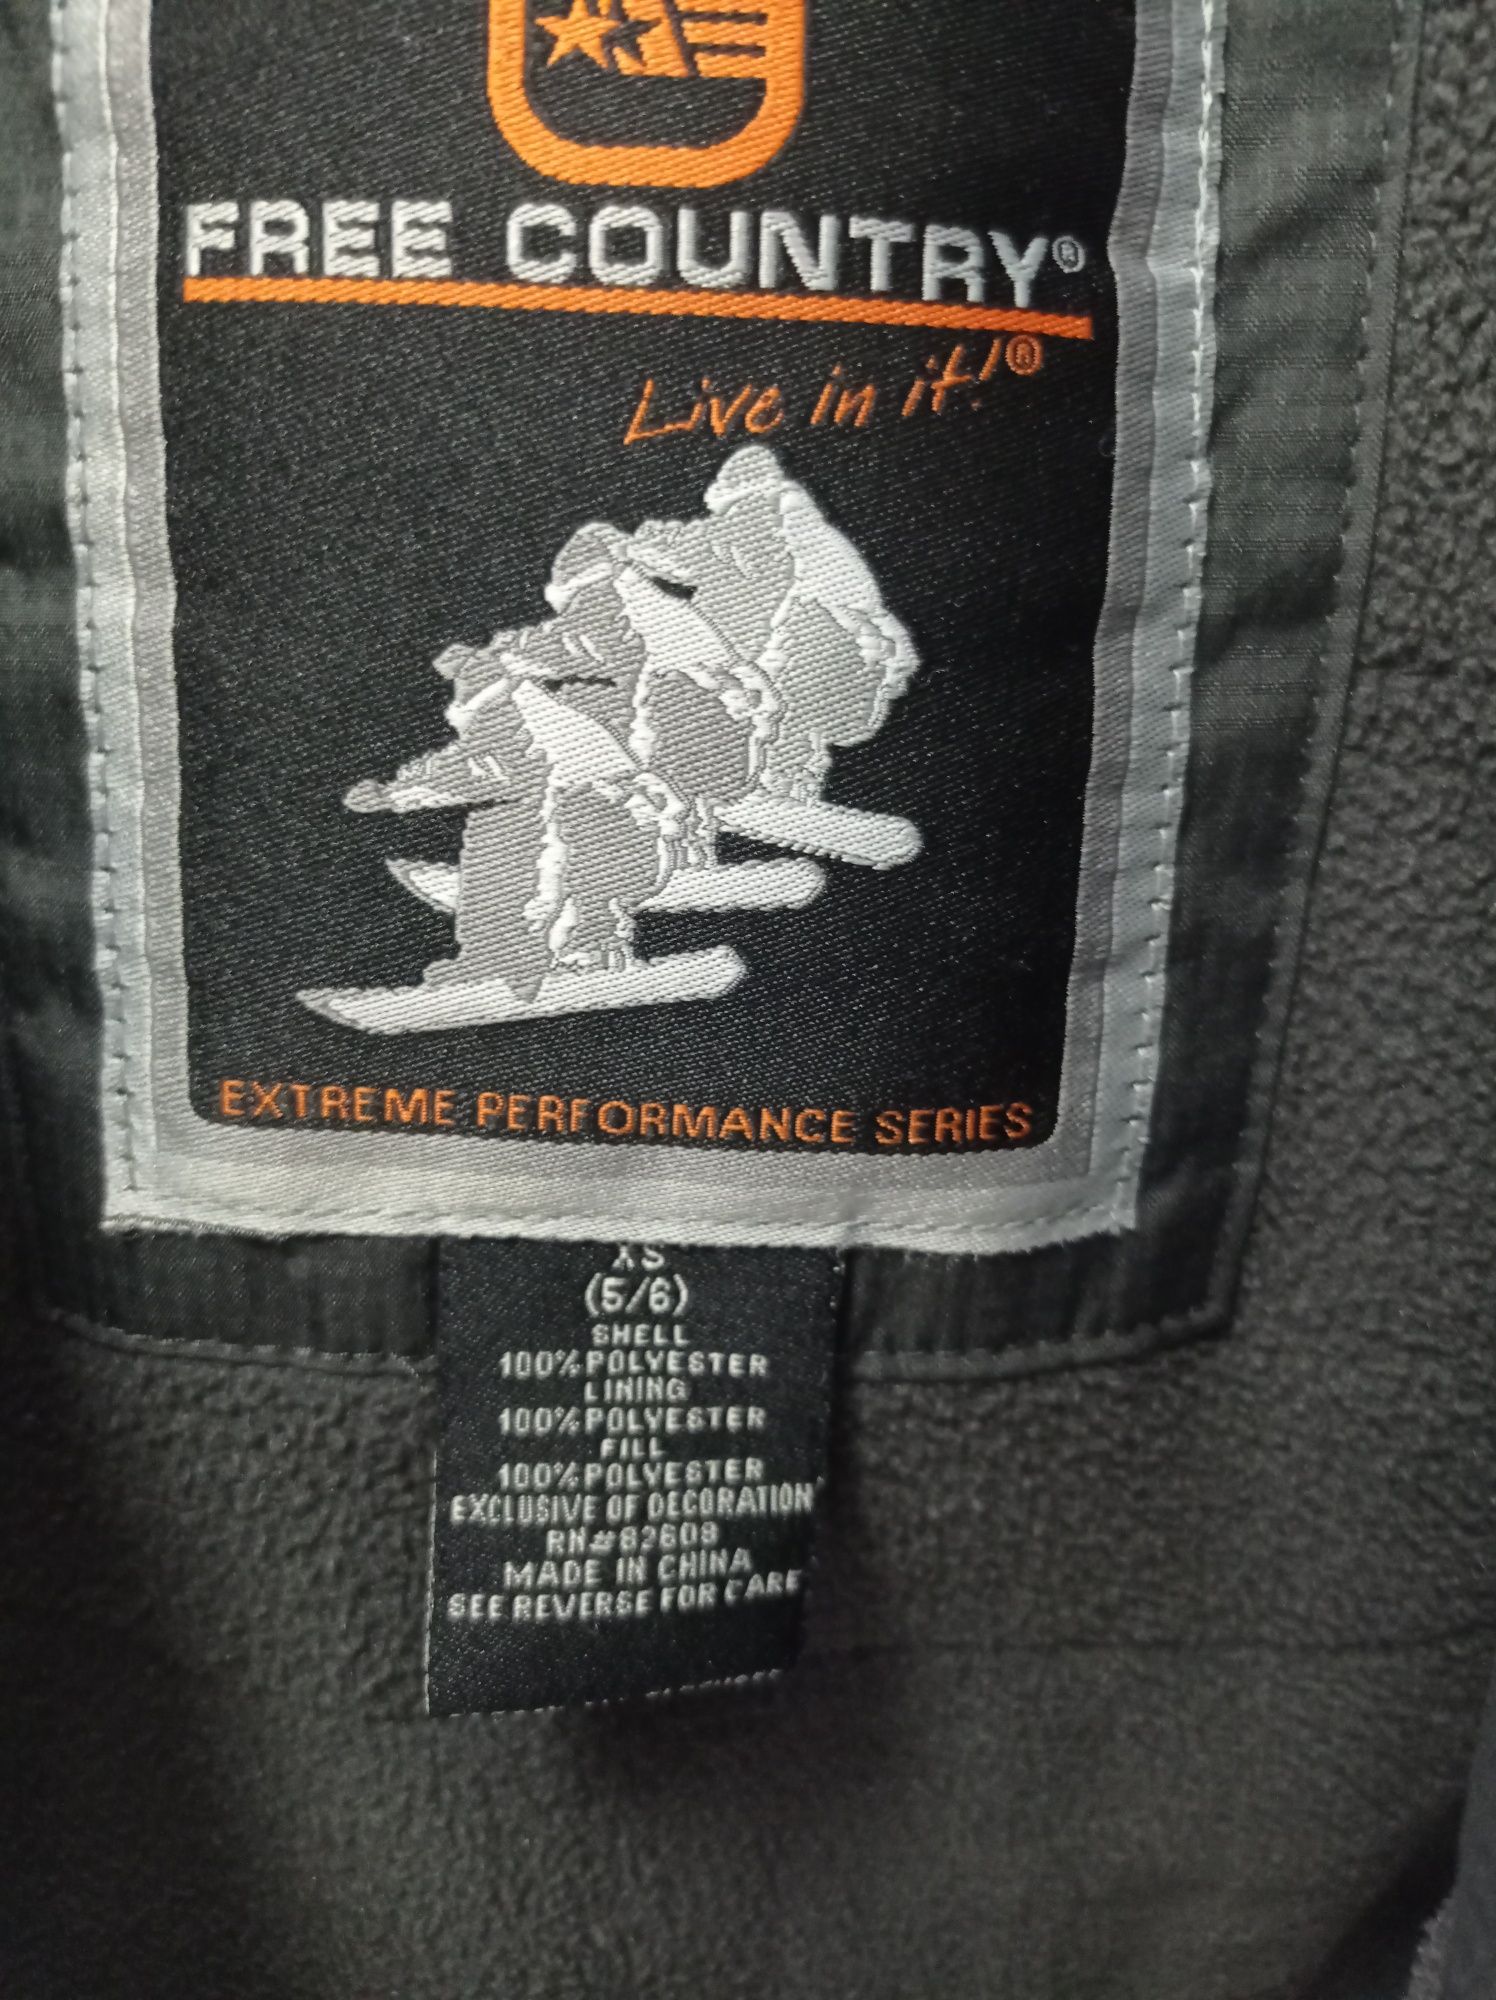 FREE COUNTRY®
Live in it!®
EXTREME PERFORMANCE SERIES
XS
(5/6)
SHELL
100% POLYESTER
LINING
100% POLYESTER
FILL
100% POLYESTER
EXCLUSIVE OF DECORATION
RN#82608
MADE IN CHINA
SEE REVERSE FOR CARE